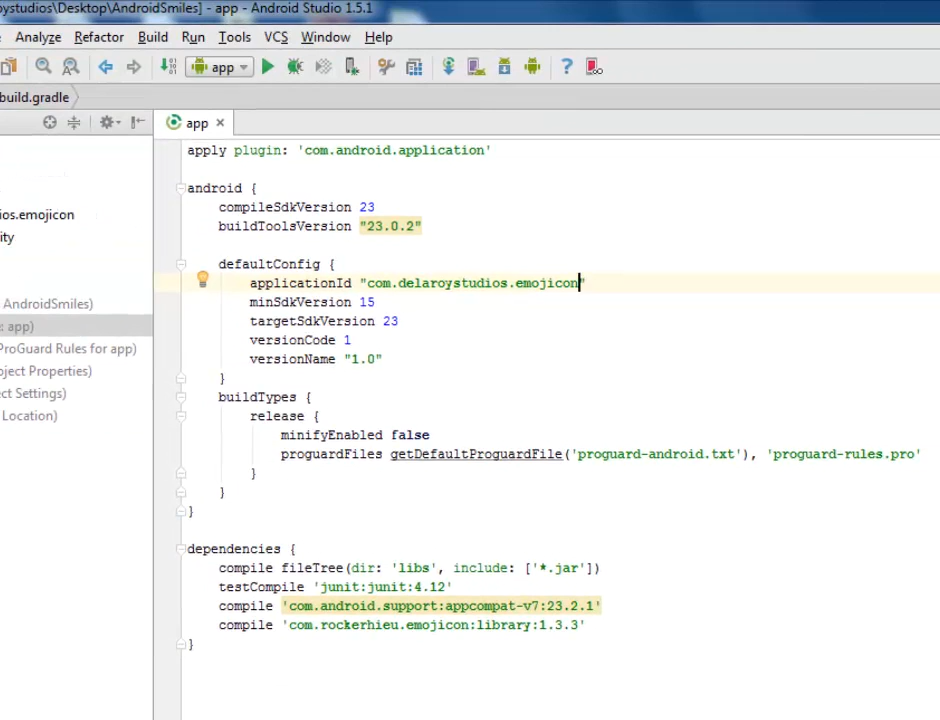 oystudios\Desktop\AndroidSmiles] - app - Android Studio 1.5.1
Analyze Refactor Build Run Tools VCS Window Help
app
build.gradle
app
apply plugin: 'com.android.application'
android {
ios.emojicon
compileSdkVersion 23
buildToolsVersion "23.0.2"
ity
defaultConfig {
applicationId "com.delaroystudios.emojicon"
AndroidSmiles)
minSdkVersion 15
: app)
targetSdkVersion 23
ProGuard Rules for app)
versionCode 1
versionName "1.0"
oject Properties)
}
ct Settings)
buildTypes {
Location)
release {
minifyEnabled false
proguardFiles getDefaultProguardFile('proguard-android.txt'), 'proguard-rules.pro'
}
}
}
dependencies {
compile fileTree(dir: 'libs', include: ['*.jar'])
testCompile 'junit:junit:4.12'
compile 'com.android.support:appcompat-v7:23.2.1'
compile 'com.rockerhieu.emojicon:library:1.3.3'
}